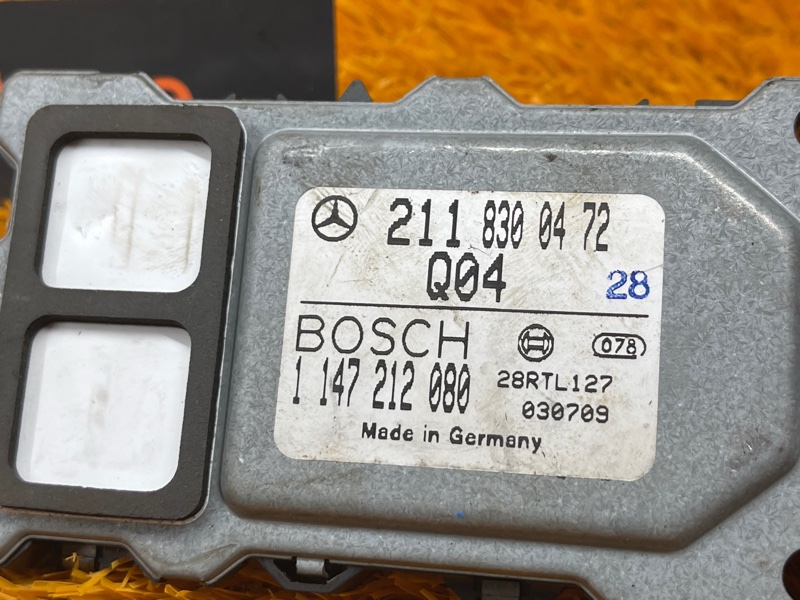 211 830 04 72
Q04 28
BOSCH 078
1 147 212 080 28RTL127
030709
Made in Germany